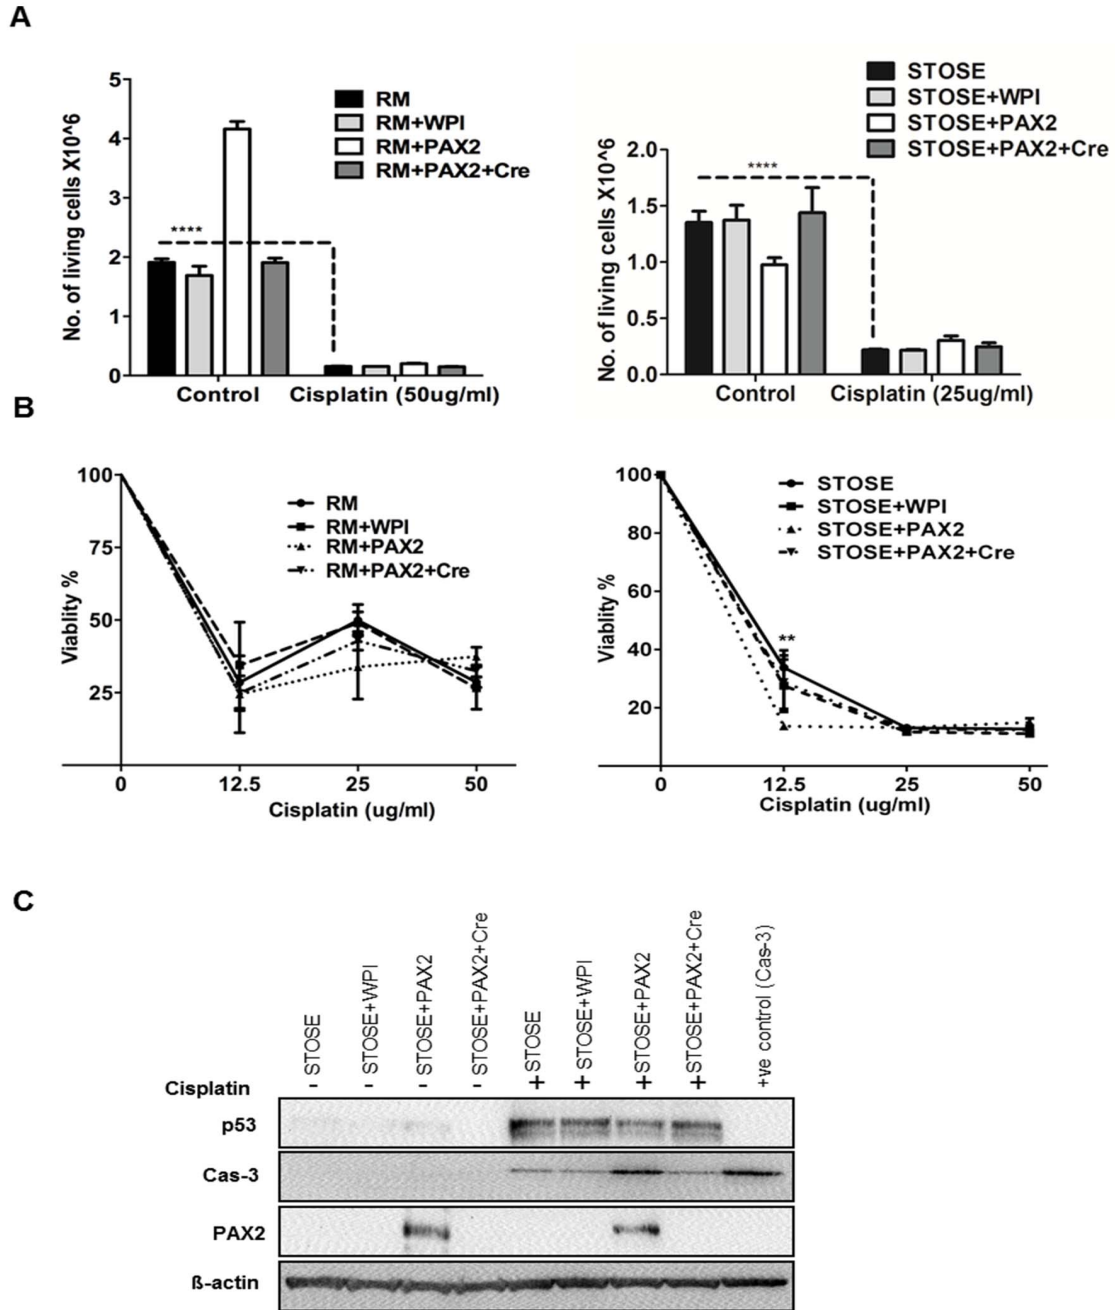 A
No. of living cells X10^6
5
4
3
2
1
0
****
RM
RM+WPI
RM+PAX2
RM+PAX2+Cre
Control
Cisplatin (50ug/ml)
No. of living cells X10^6
2.0
1.5
1.0
0.5
0.0
****
STOSE
STOSE+WPI
STOSE+PAX2
STOSE+PAX2+Cre
Control
Cisplatin (25ug/ml)
B
Viablity %
100
75
50
25
RM
RM+WPI
RM+PAX2
RM+PAX2+Cre
0
12.5
25
50
Cisplatin (ug/ml)
Viablity %
100
80
60
40
20
**
STOSE
STOSE+WPI
STOSE+PAX2
STOSE+PAX2+Cre
0
12.5
25
50
Cisplatin (ug/ml)
C
Cisplatin
- STOSE
- STOSE+WPI
- STOSE+PAX2
- STOSE+PAX2+Cre
+ STOSE
+ STOSE+WPI
+ STOSE+PAX2
+ STOSE+PAX2+Cre
+ve control (Cas-3)
p53
Cas-3
PAX2
ß-actin